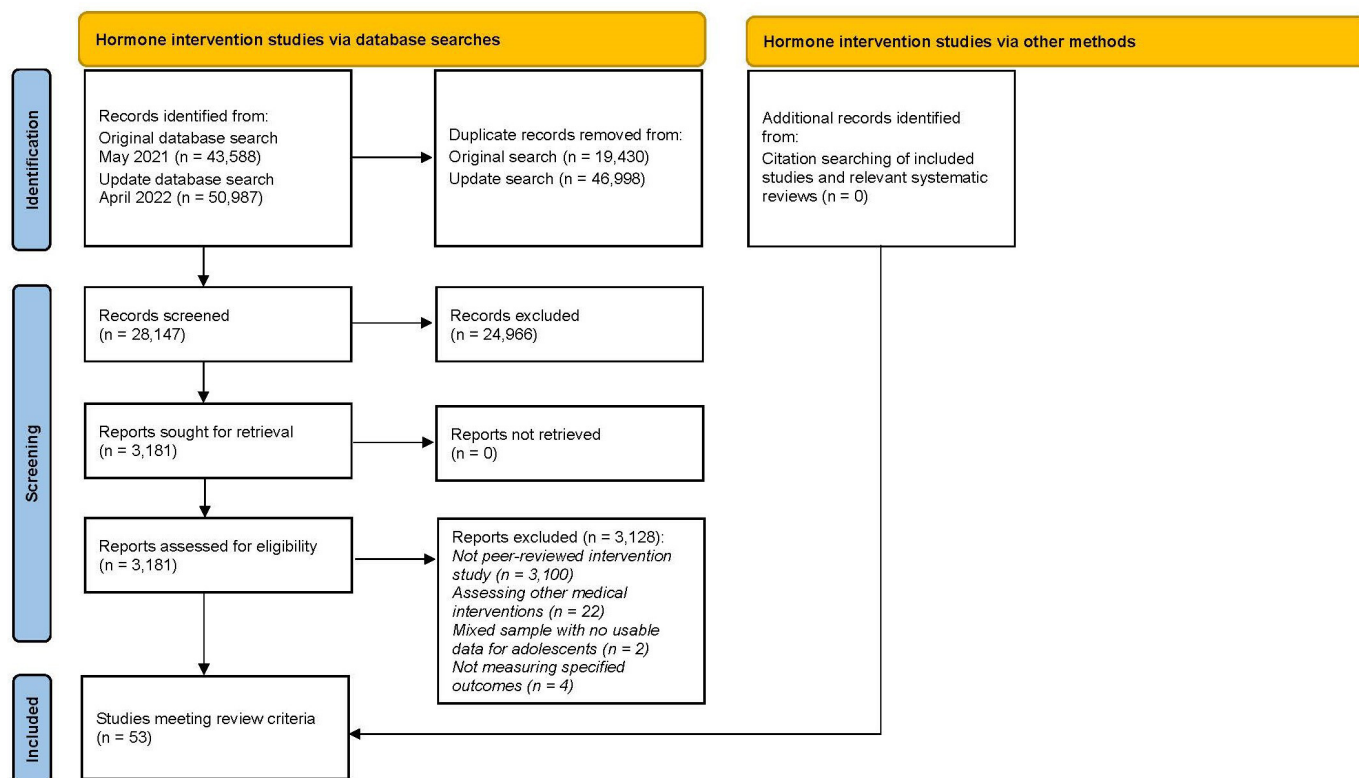 Hormone intervention studies via database searches
Hormone intervention studies via other methods
Identification
Records identified from:
Original database search
May 2021 (n = 43,588)
Update database search
April 2022 (n = 50,987)
Duplicate records removed from:
Original search (n = 19,430)
Update search (n = 46,998)
Additional records identified
from:
Citation searching of included
studies and relevant systematic
reviews (n = 0)
Screening
Records screened
(n = 28,147)
Records excluded
(n = 24,966)
Reports sought for retrieval
(n = 3,181)
Reports not retrieved
(n = 0)
Reports assessed for eligibility
(n = 3,181)
Reports excluded (n = 3,128):
Not peer-reviewed intervention
study (n = 3,100)
Assessing other medical
interventions (n = 22)
Mixed sample with no usable
data for adolescents (n = 2)
Not measuring specified
outcomes (n = 4)
Included
Studies meeting review criteria
(n = 53)